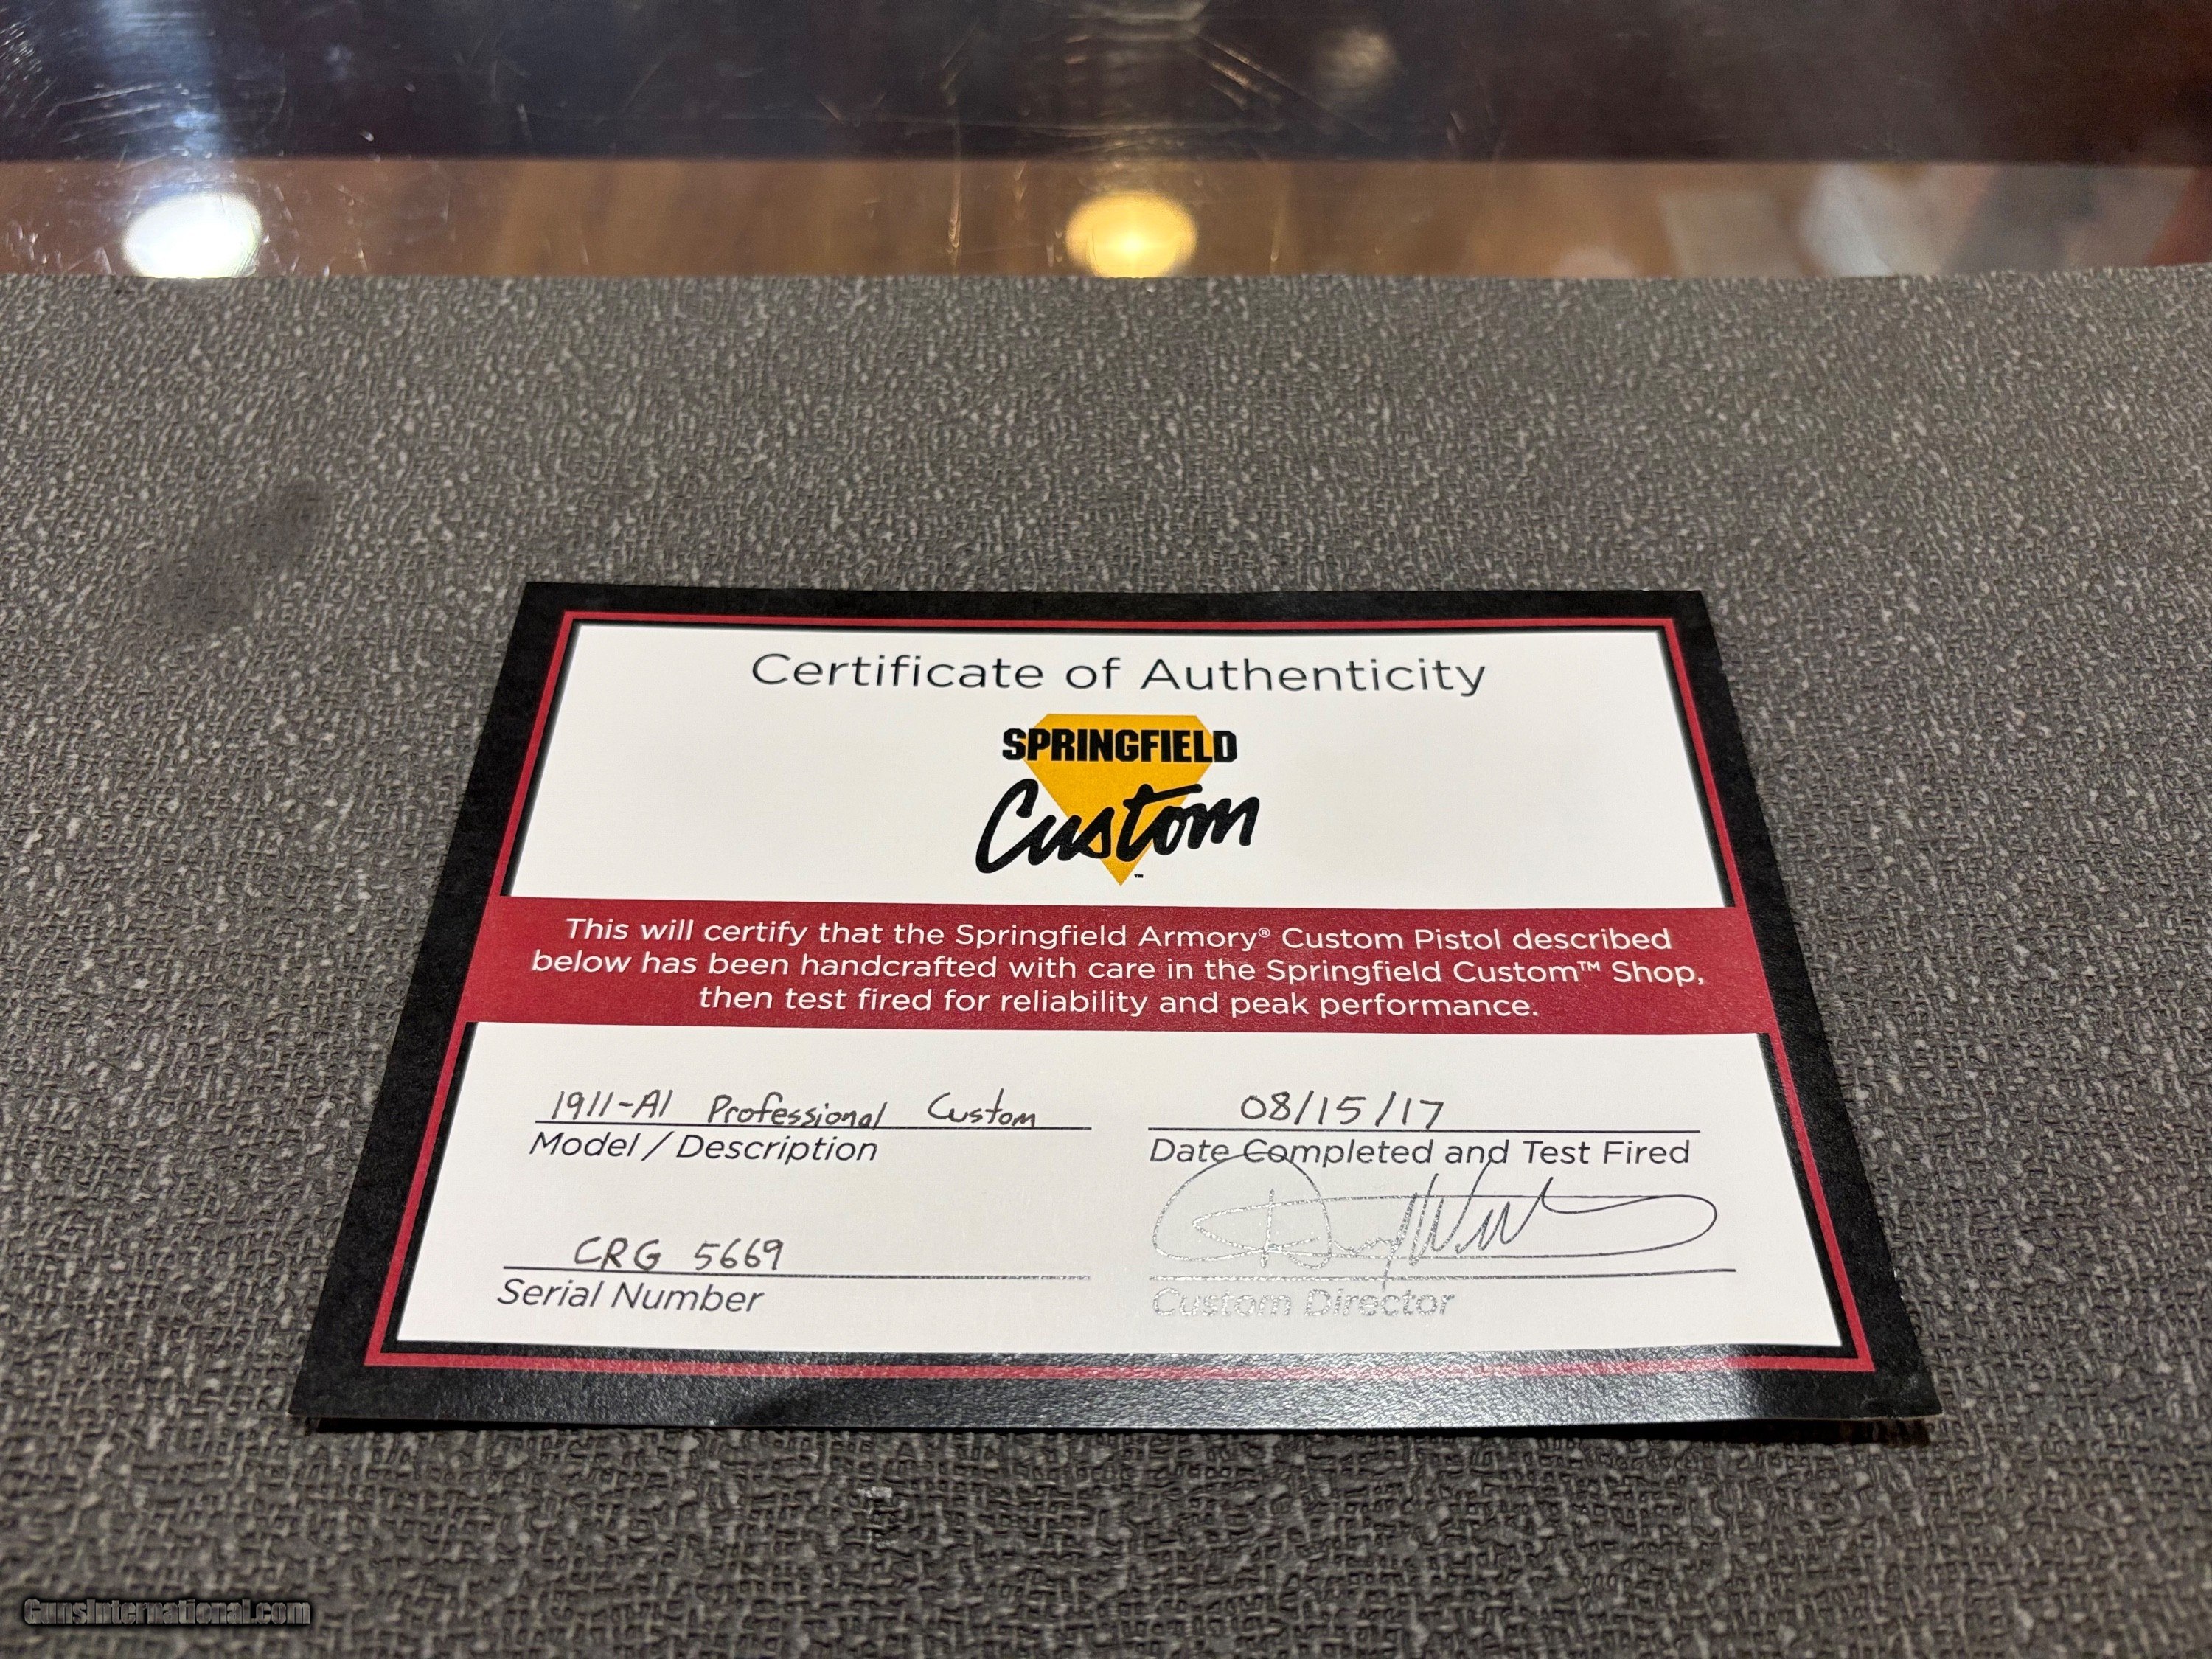 Certificate of Authenticity
SPRINGFIELD
Custom™
This will certify that the Springfield Armory® Custom Pistol described
below has been handcrafted with care in the Springfield Custom™ Shop,
then test fired for reliability and peak performance.
1911-A1 Professional Custom
Model / Description
08/15/17
Date Completed and Test Fired
CRG 5669
Serial Number
Custom Director
GunsInternational.com